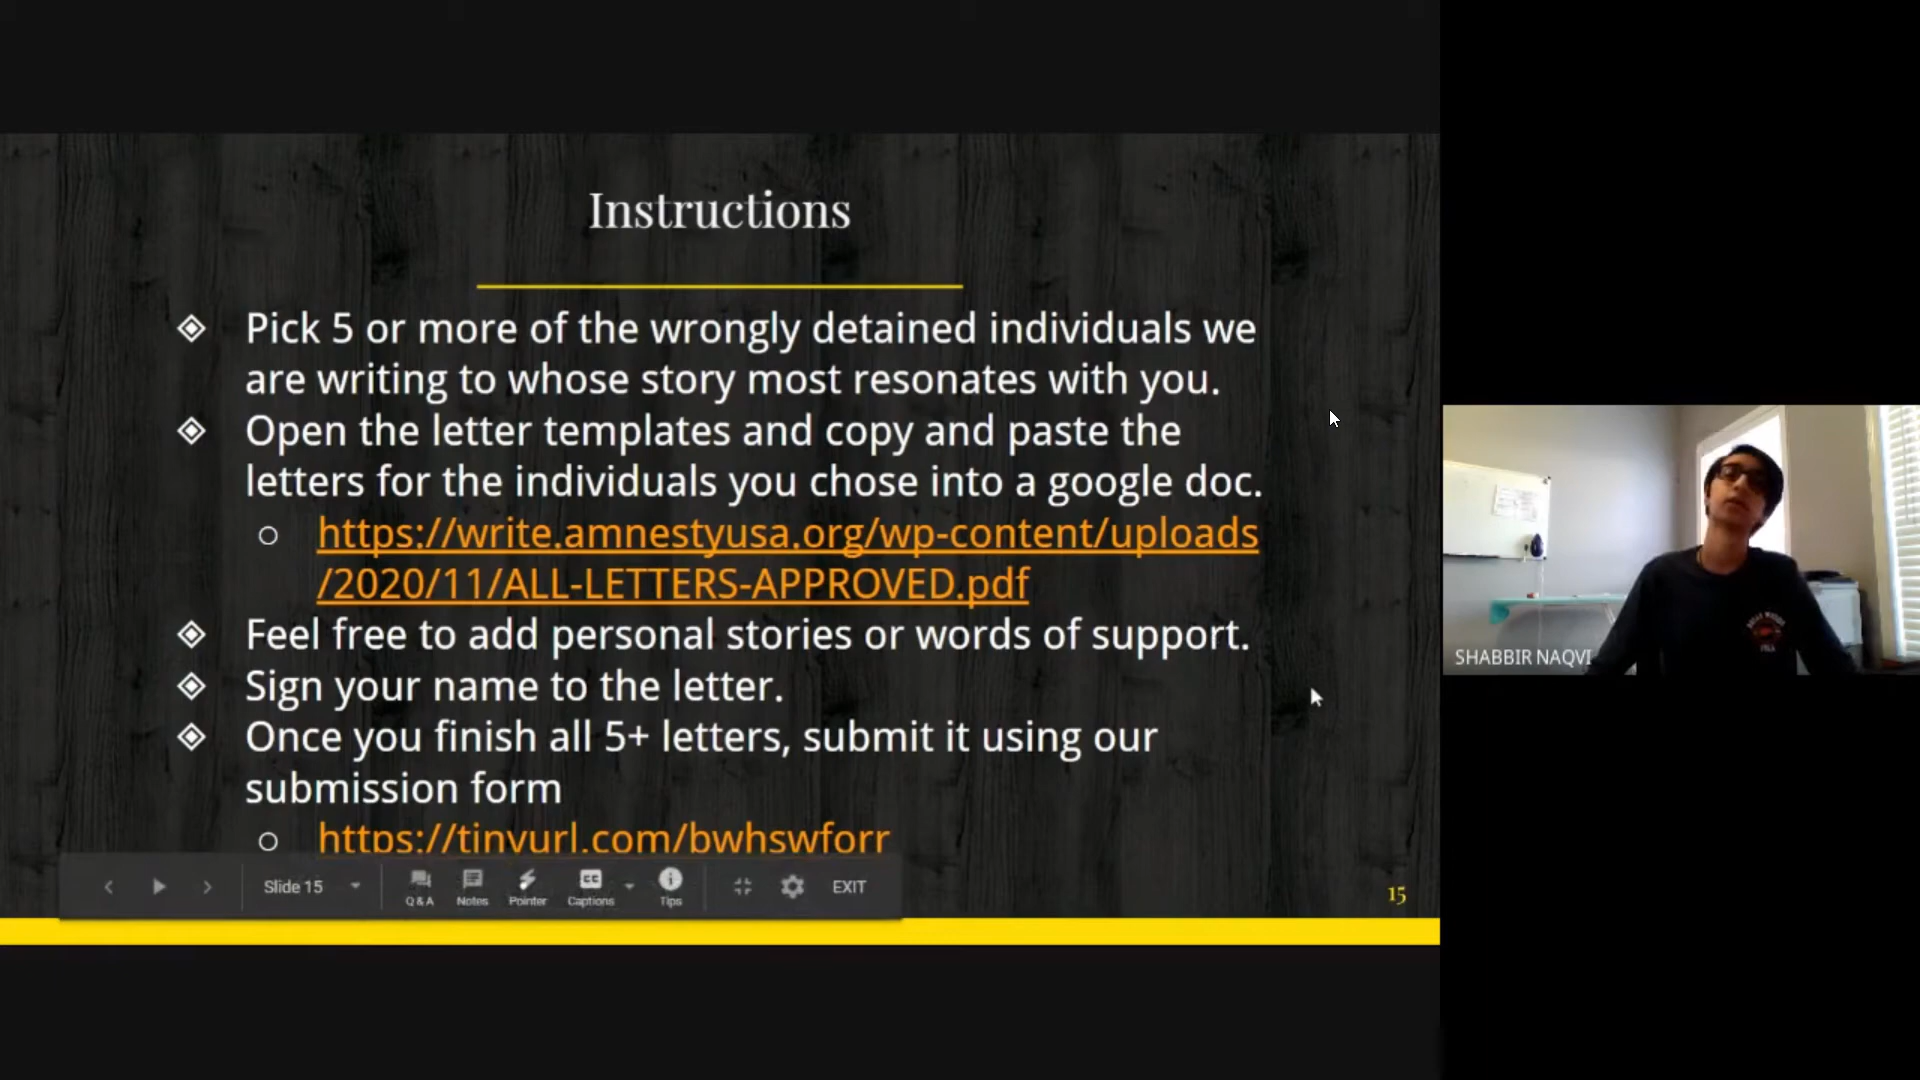 Instructions
Pick 5 or more of the wrongly detained individuals we
are writing to whose story most resonates with you.
Open the letter templates and copy and paste the
letters for the individuals you chose into a google doc.
https://write.amnestyusa.org/wp-content/uploads
/2020/11/ALL-LETTERS-APPROVED.pdf
Feel free to add personal stories or words of support.
Sign your name to the letter.
Once you finish all 5+ letters, submit it using our
submission form
https://tinyurl.com/bwhswforr
Slide 15
Q & A
Notes
Pointer
CC
Captions
Tips
EXIT
15
SHABBIR NAQVI